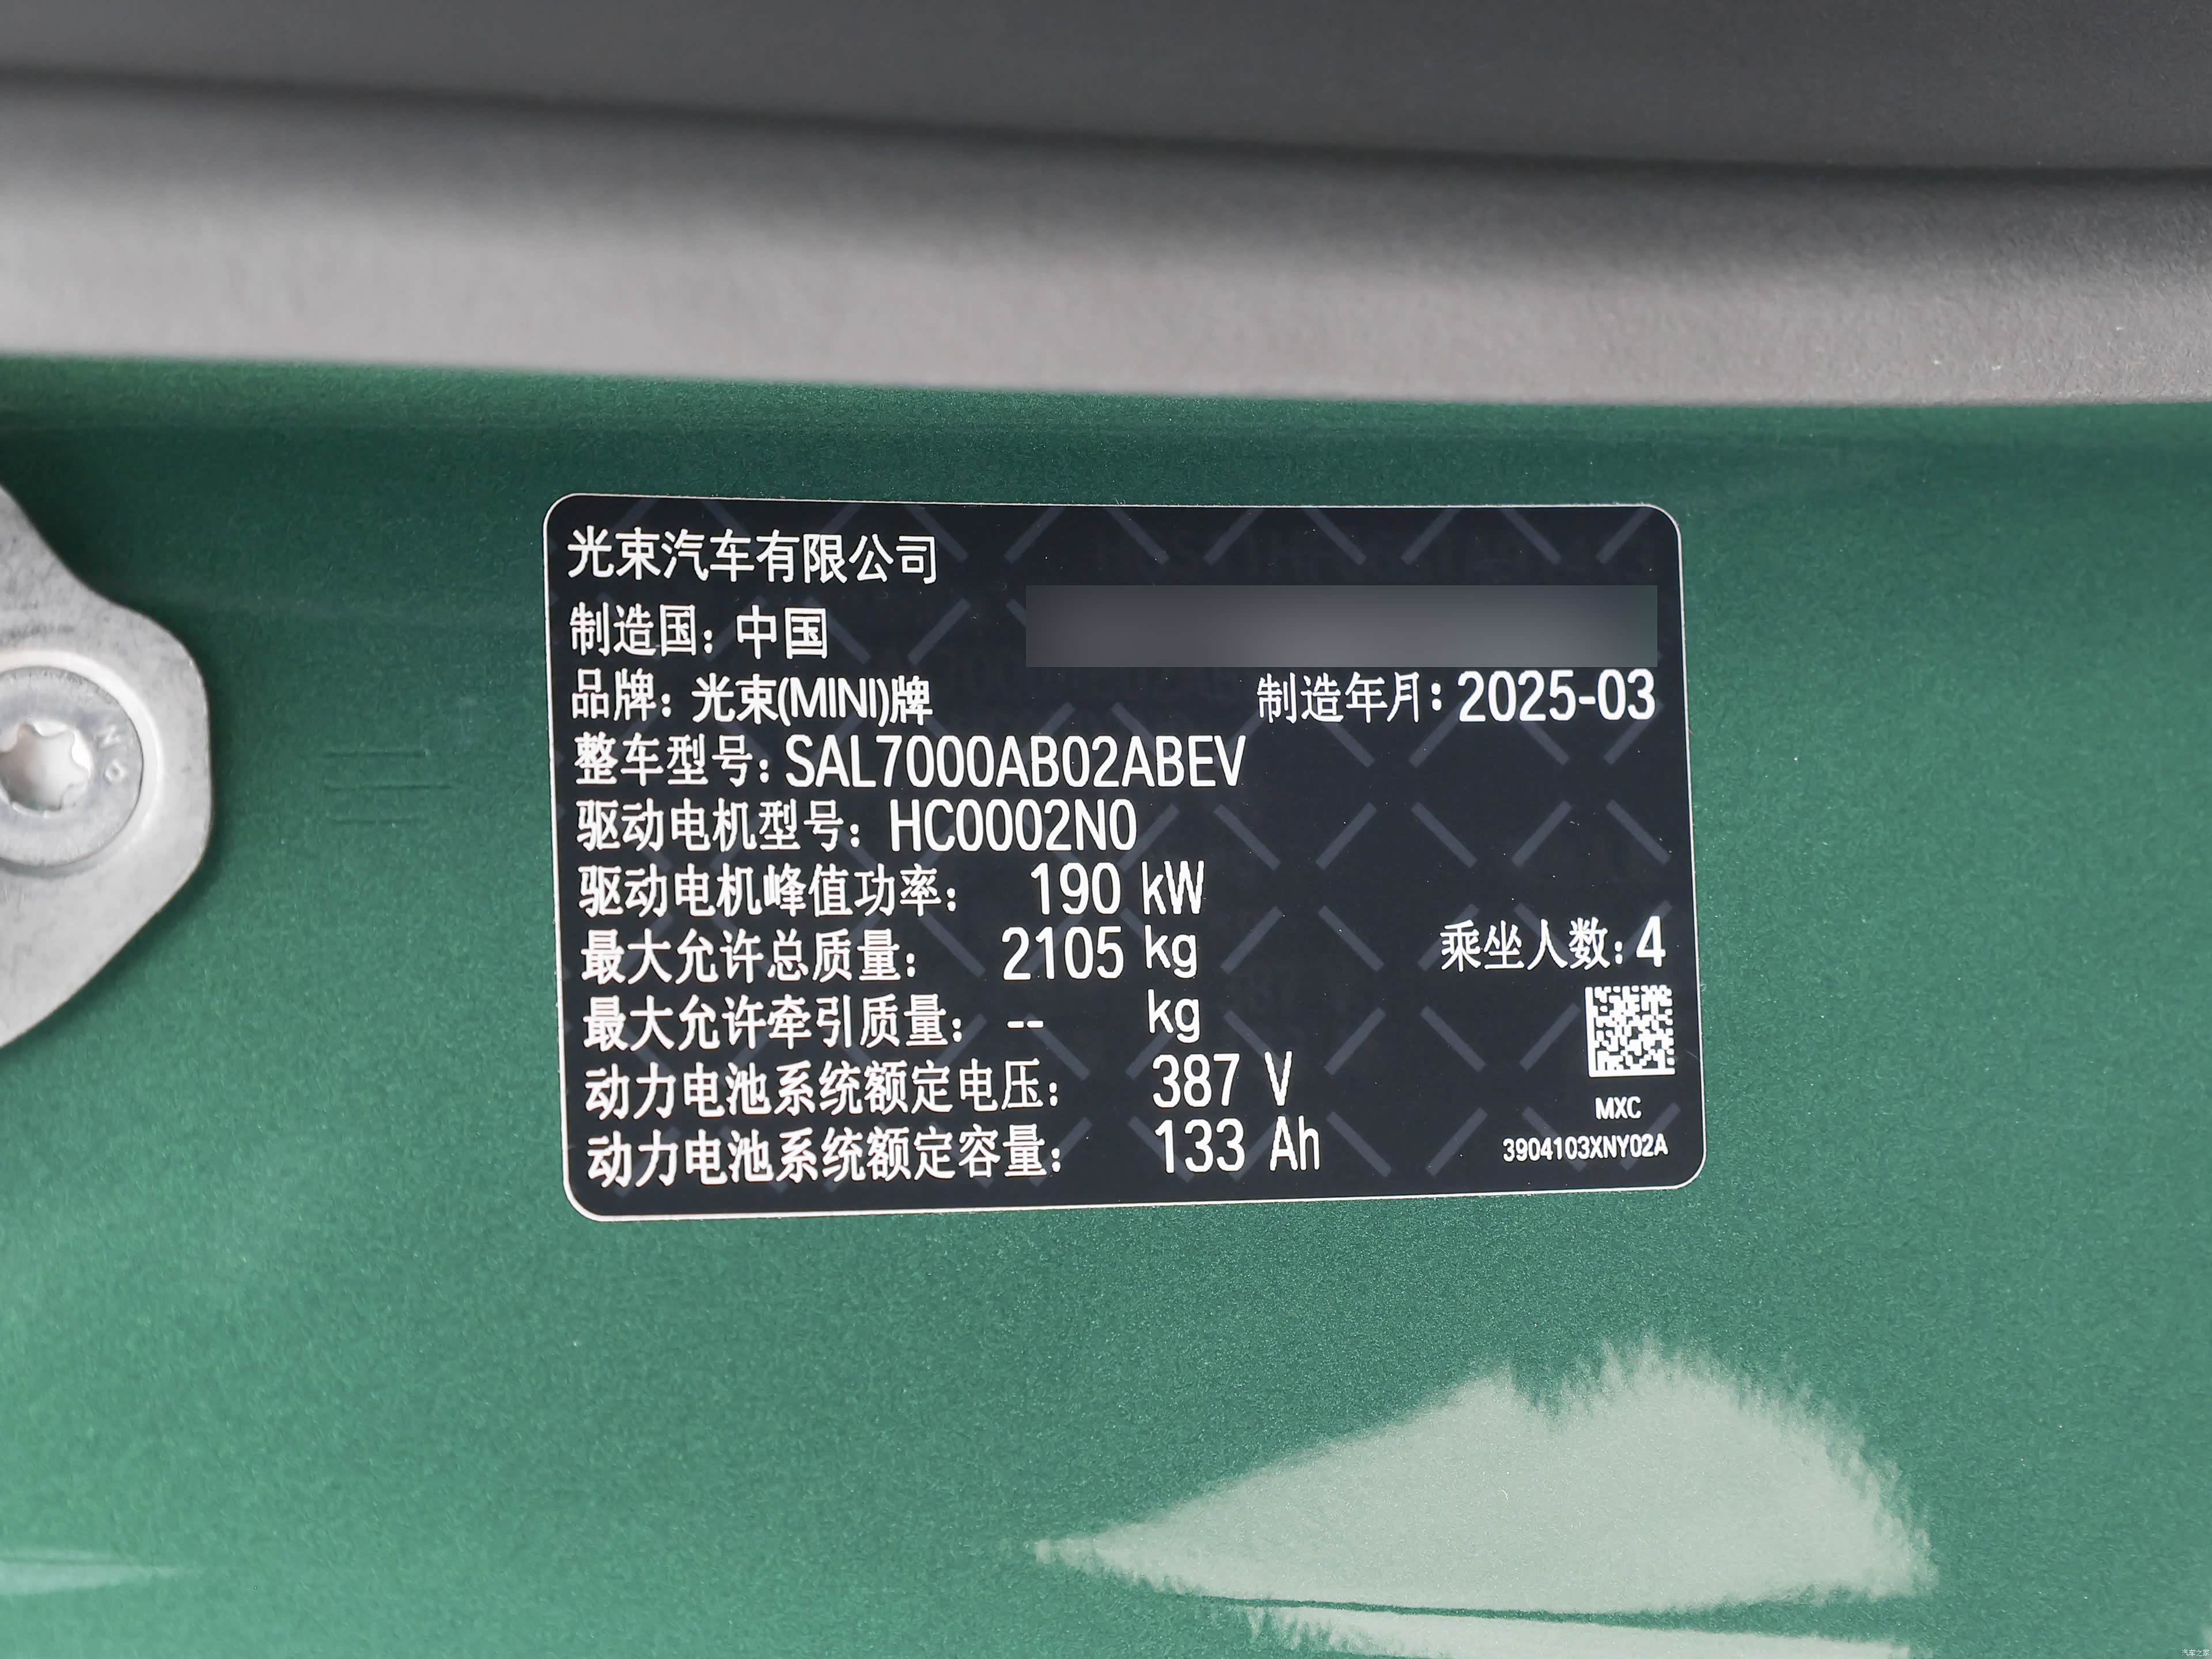 光束汽车有限公司
制造国：中国
品牌：光束(MINI)牌 制造年月：2025-03
整车型号：SAL7000AB02ABEV
驱动电机型号：HC0002N0
驱动电机峰值功率： 190 kW
最大允许总质量： 2105 kg 乘坐人数：4
最大允许牵引质量： -- kg
动力电池系统额定电压： 387 V
动力电池系统额定容量： 133 Ah
MXC
3904103XNY02A
汽车之家